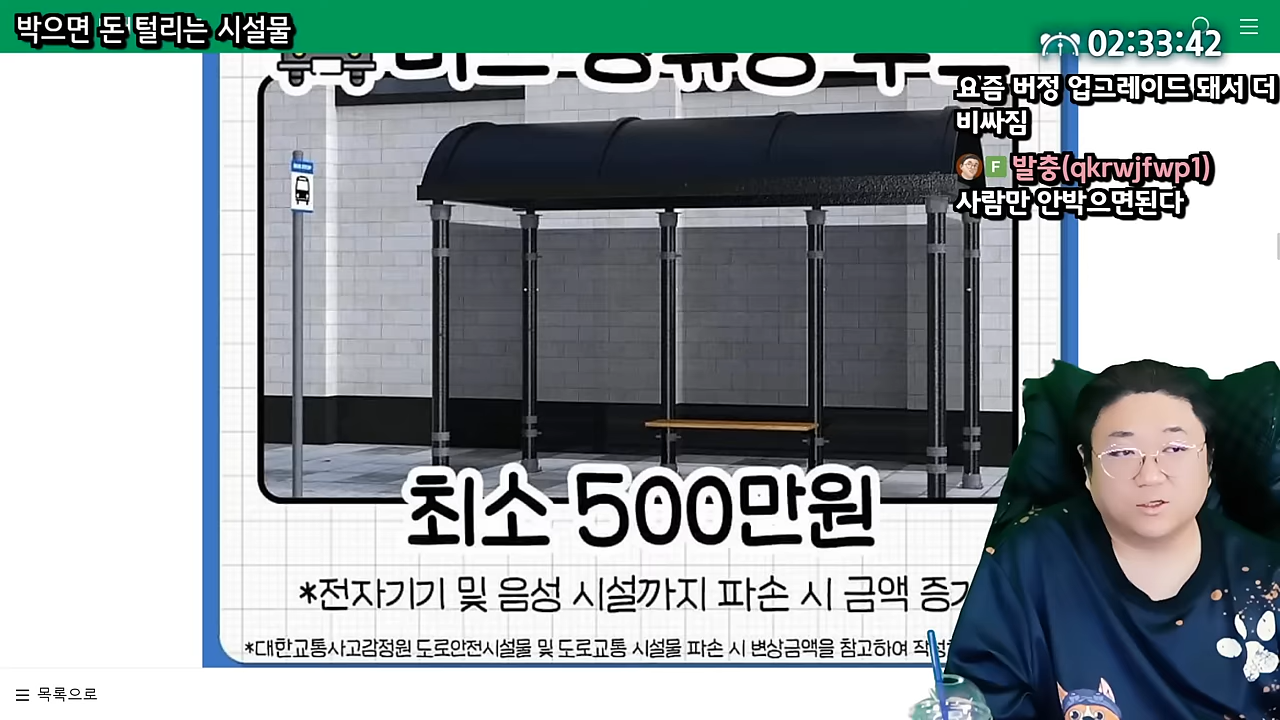 박으면 돈 털리는 시설물
02:33:42
요즘 버정 업그레이드 돼서 더
비싸짐
F 발충(qkrwjfwp1)
사람만 안박으면된다
최소 500만원
*전자기기 및 음성 시설까지 파손 시 금액 증가
*대한교통사고감정원 도로안전시설물 및 도로교통 시설물 파손 시 변상금액을 참고하여
목록으로